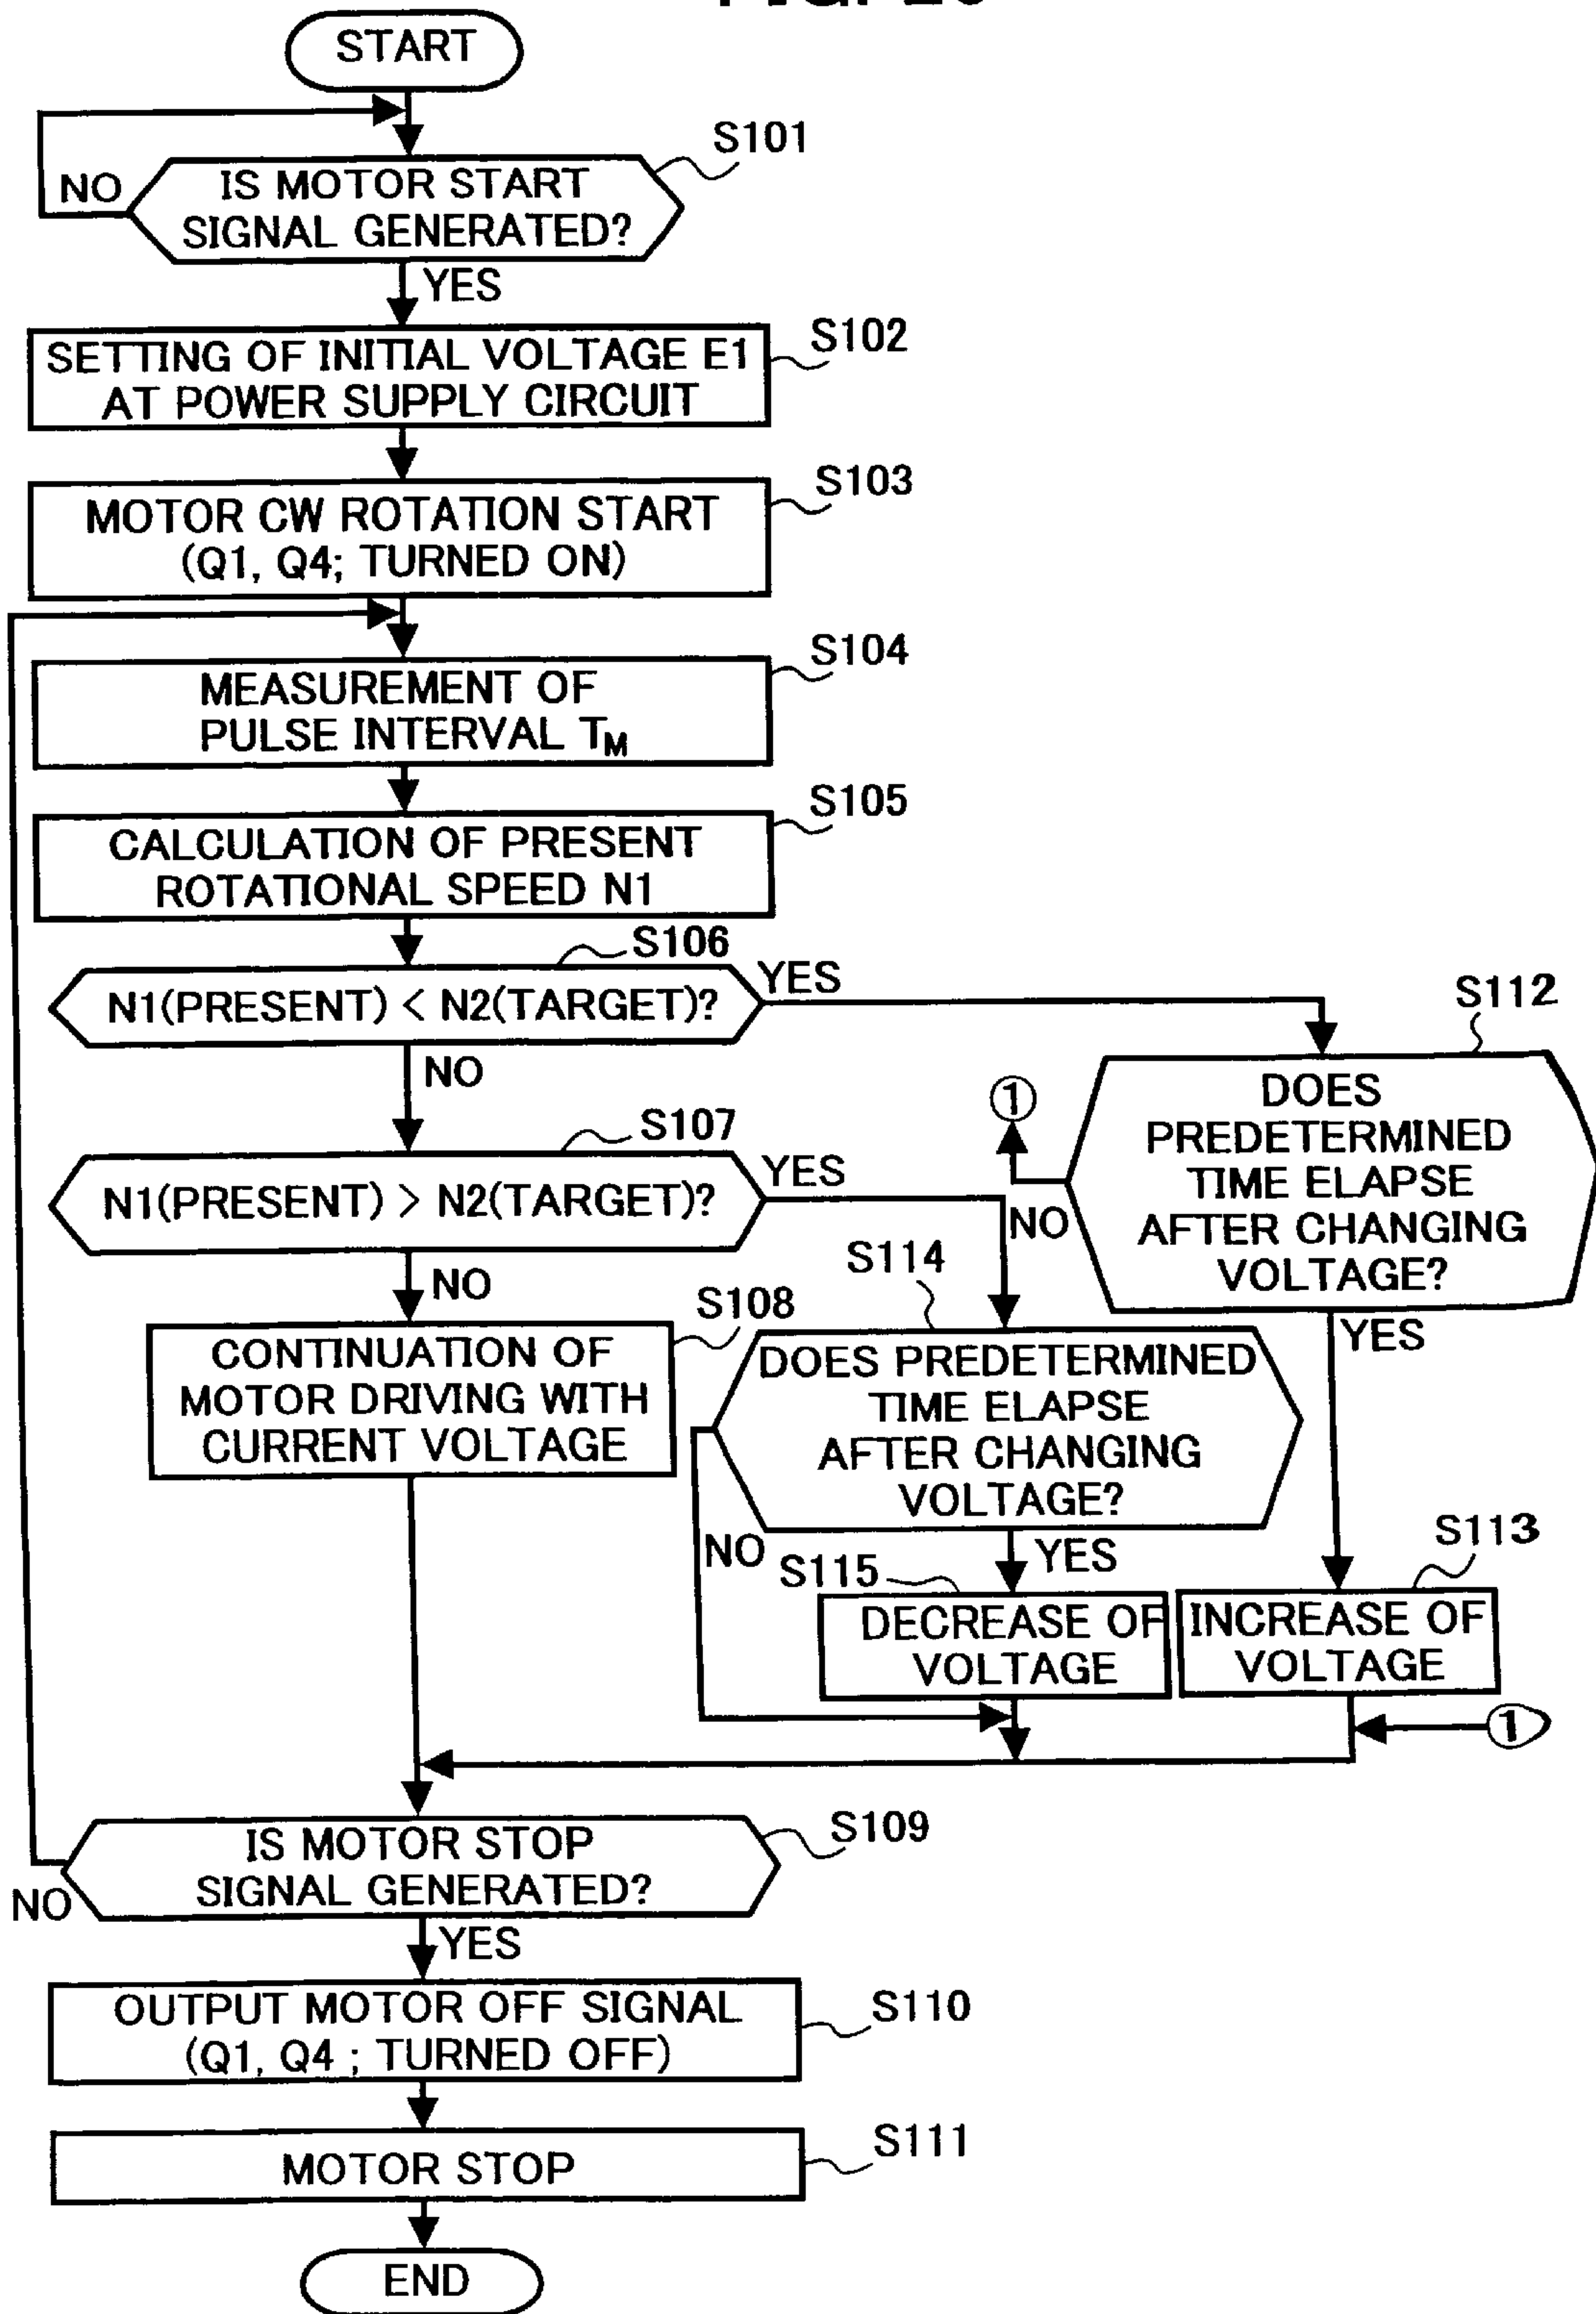 START
S101
NO
IS MOTOR START
SIGNAL GENERATED?
YES
S102
SETTING OF INITIAL VOLTAGE E1
AT POWER SUPPLY CIRCUIT
S103
MOTOR CW ROTATION START
(Q1, Q4; TURNED ON)
S104
MEASUREMENT OF
PULSE INTERVAL TM
S105
CALCULATION OF PRESENT
ROTATIONAL SPEED N1
S106
N1(PRESENT) < N2(TARGET)?
YES
NO
S112
DOES
PREDETERMINED
TIME ELAPSE
AFTER CHANGING
VOLTAGE?
①
NO
YES
S107
N1(PRESENT) > N2(TARGET)?
YES
NO
S114
DOES PREDETERMINED
TIME ELAPSE
AFTER CHANGING
VOLTAGE?
NO
YES
S108
CONTINUATION OF
MOTOR DRIVING WITH
CURRENT VOLTAGE
S115
DECREASE OF
VOLTAGE
S113
INCREASE OF
VOLTAGE
①
S109
IS MOTOR STOP
SIGNAL GENERATED?
NO
YES
S110
OUTPUT MOTOR OFF SIGNAL
(Q1, Q4 ; TURNED OFF)
S111
MOTOR STOP
END